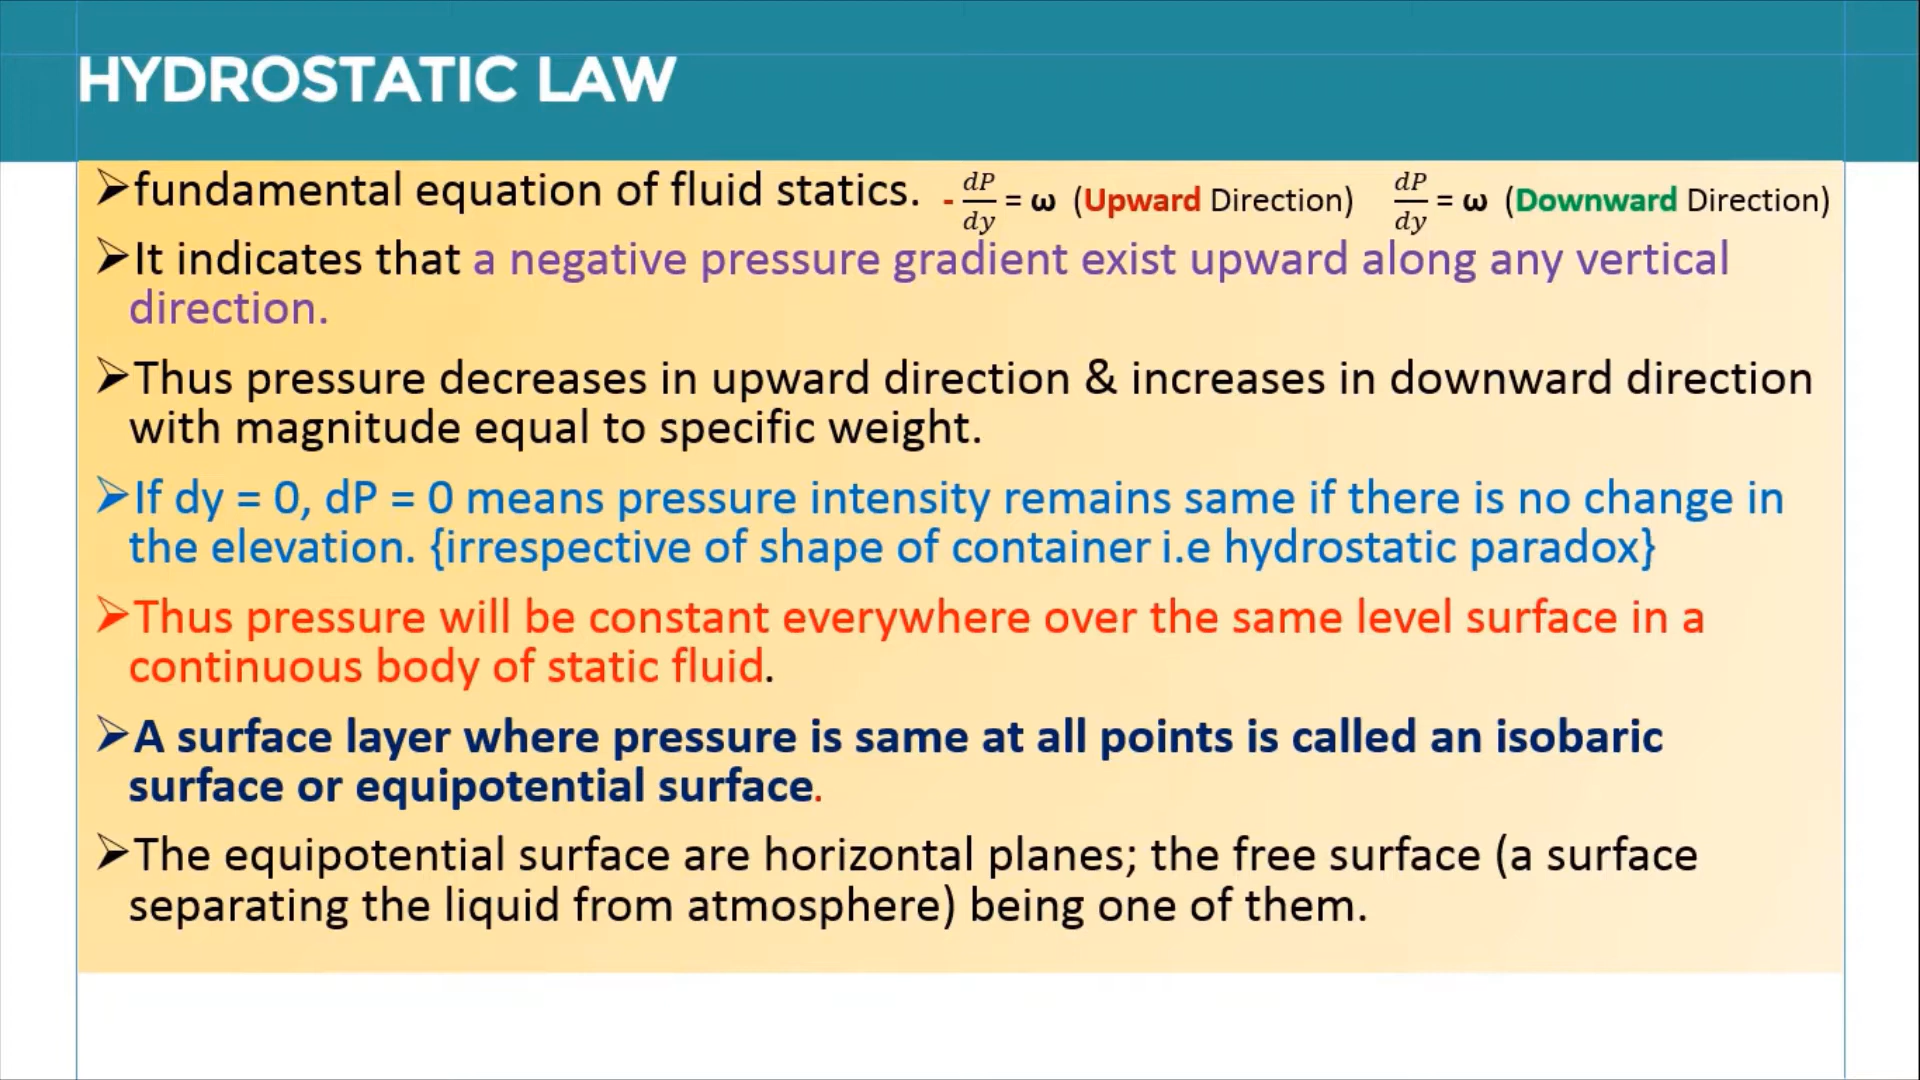 HYDROSTATIC LAW
➢fundamental equation of fluid statics. - dP/dy = ω (Upward Direction) dP/dy = ω (Downward Direction)
➢It indicates that a negative pressure gradient exist upward along any vertical
direction.
➢Thus pressure decreases in upward direction & increases in downward direction
with magnitude equal to specific weight.
➢If dy = 0, dP = 0 means pressure intensity remains same if there is no change in
the elevation. {irrespective of shape of container i.e hydrostatic paradox}
➢Thus pressure will be constant everywhere over the same level surface in a
continuous body of static fluid.
➢A surface layer where pressure is same at all points is called an isobaric
surface or equipotential surface.
➢The equipotential surface are horizontal planes; the free surface (a surface
separating the liquid from atmosphere) being one of them.